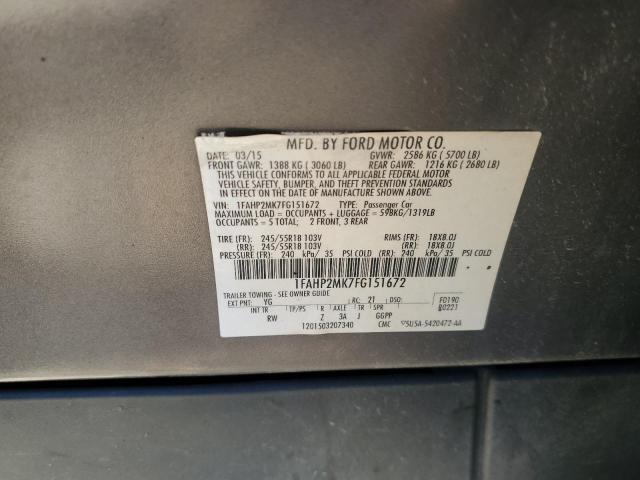 MFD. BY FORD MOTOR CO.
DATE: 03/15 GVWR: 2586 KG ( 5700 LB)
FRONT GAWR: 1388 KG ( 3060 LB) REAR GAWR: 1216 KG ( 2680 LB)
THIS VEHICLE CONFORMS TO ALL APPLICABLE FEDERAL MOTOR
VEHICLE SAFETY, BUMPER, AND THEFT PREVENTION STANDARDS
IN EFFECT ON THE DATE OF MANUFACTURE SHOWN ABOVE.
VIN: 1FAHP2MK7FG151672 TYPE: Passenger Car
MAXIMUM LOAD = OCCUPANTS + LUGGAGE = 598KG/1319LB
OCCUPANTS = 5 TOTAL; 2 FRONT, 3 REAR
TIRE (FR): 245/55R18 103V RIMS (FR): 18X8.0J
(RR): 245/55R18 103V (RR): 18X8.0J
PRESSURE (FR): 240 kPa/ 35 PSI COLD (RR): 240 kPa/ 35 PSI COLD
1FAHP2MK7FG151672
TRAILER TOWING - SEE OWNER GUIDE
EXT PNT: YG RC: 21 DSO: F0190
INT TR TP/PS R AXLE TR SPR B0221
RW Z 3A J GGPP
1201503207340 CMC 5U5A-5420472-AA